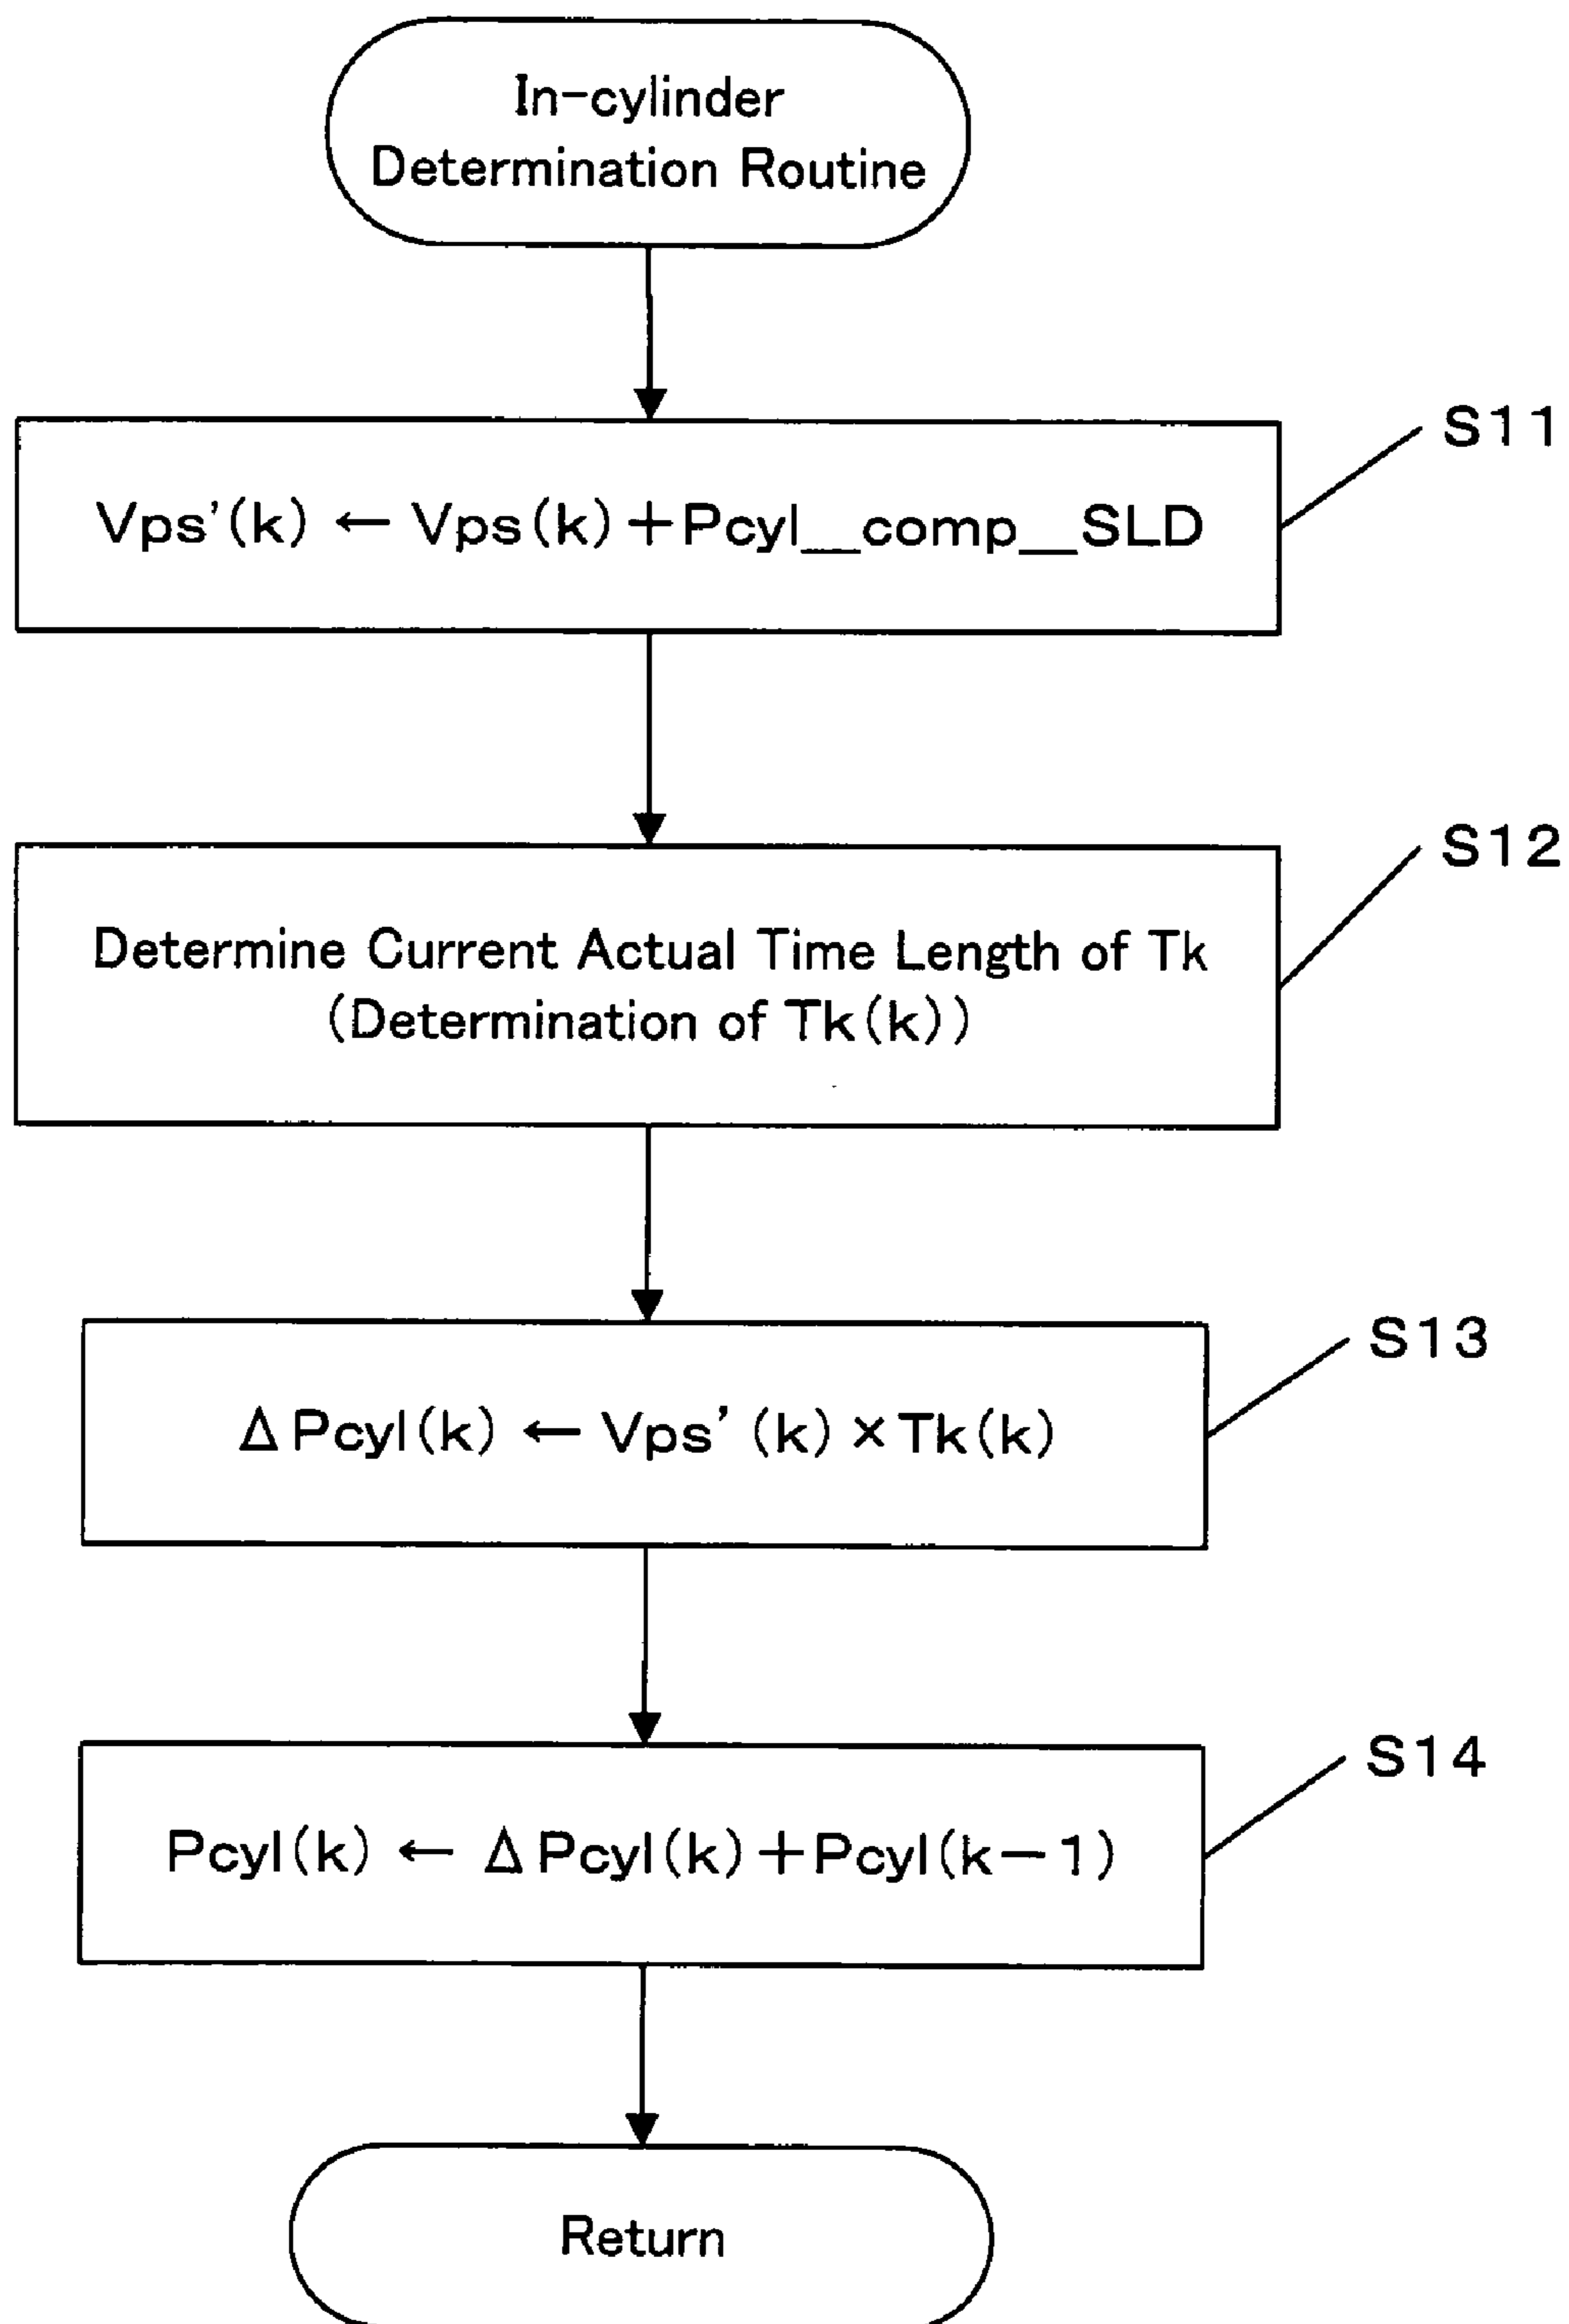 In-cylinder
Determination Routine
S11
Vps'(k) ← Vps(k)+Pcyl__comp__SLD
S12
Determine Current Actual Time Length of Tk
(Determination of Tk(k))
S13
ΔPcyl(k) ← Vps'(k)×Tk(k)
S14
Pcyl(k) ← ΔPcyl(k)+Pcyl(k−1)
Return